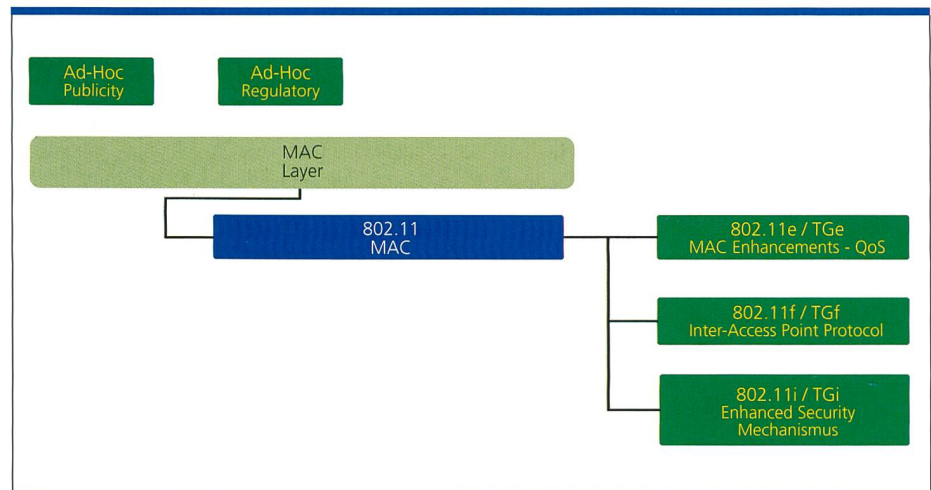 Ad-Hoc
Publicity
Ad-Hoc
Regulatory
MAC
Layer
802.11
MAC
802.11e / TGe
MAC Enhancements - QoS
802.11f / TGf
Inter-Access Point Protocol
802.11i / TGi
Enhanced Security
Mechanismus